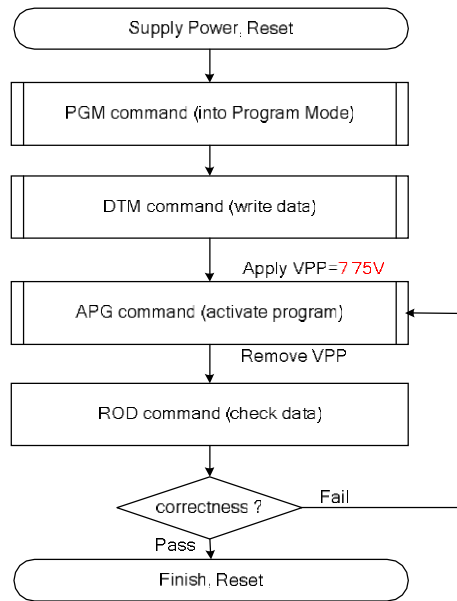 Supply Power, Reset
PGM command (into Program Mode)
DTM command (write data)
Apply VPP=7.75V
APG command (activate program)
Remove VPP
ROD command (check data)
correctness ?
Fail
Pass
Finish, Reset